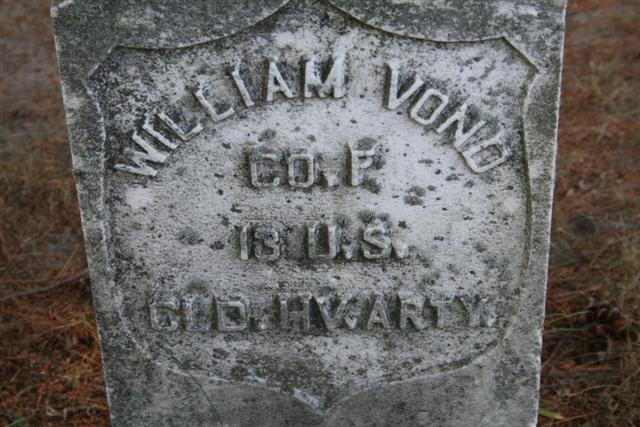 WILLIAM VOND
CO. F.
13 U.S.
CLD. HV. ARTY.